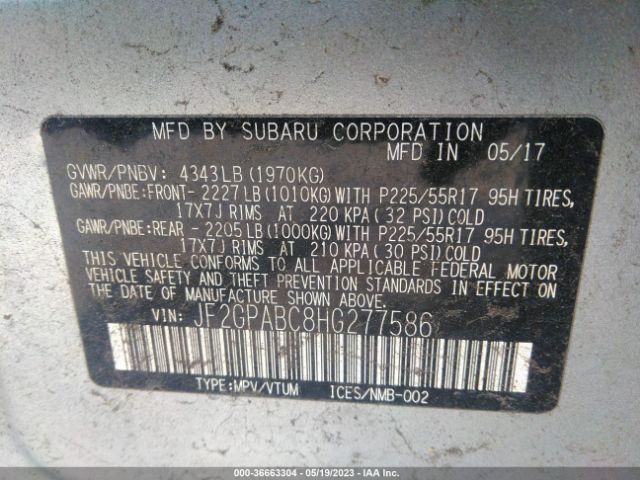 MFD BY SUBARU CORPORATION
MFD IN 05/17
GVWR/PNBV: 4343LB (1970KG)
GAWR/PNBE:FRONT- 2227LB (1010KG) WITH P225/55R17 95H TIRES,
17X7J RIMS AT 220 KPA( 32 PSI)COLD
GAWR/PNBE:REAR - 2205LB (1000KG) WITH P225/55R17 95H TIRES,
17X7J RIMS AT 210 KPA( 30 PSI)COLD
THIS VEHICLE CONFORMS TO ALL APPLICABLE FEDERAL MOTOR
VEHICLE SAFETY AND THEFT PREVENTION STANDARDS IN EFFECT ON
THE DATE OF MANUFACTURE SHOWN ABOVE.
VIN: JF2GPABC8HG277586
TYPE:MPV/VTUM ICES/NMB-002
000-36663304 - 05/19/2023 - IAA Inc.